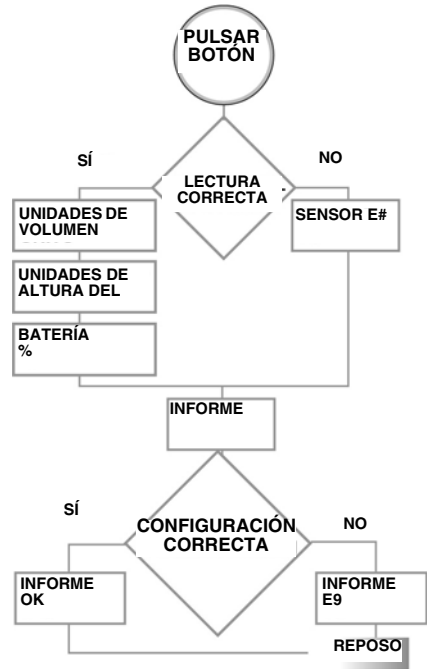 PULSAR
BOTÓN
SÍ
NO
LECTURA
CORRECTA
UNIDADES DE
VOLUMEN
SENSOR E#
UNIDADES DE
ALTURA DEL
BATERÍA
%
INFORME
SÍ
NO
CONFIGURACIÓN
CORRECTA
INFORME
OK
INFORME
E9
REPOSO